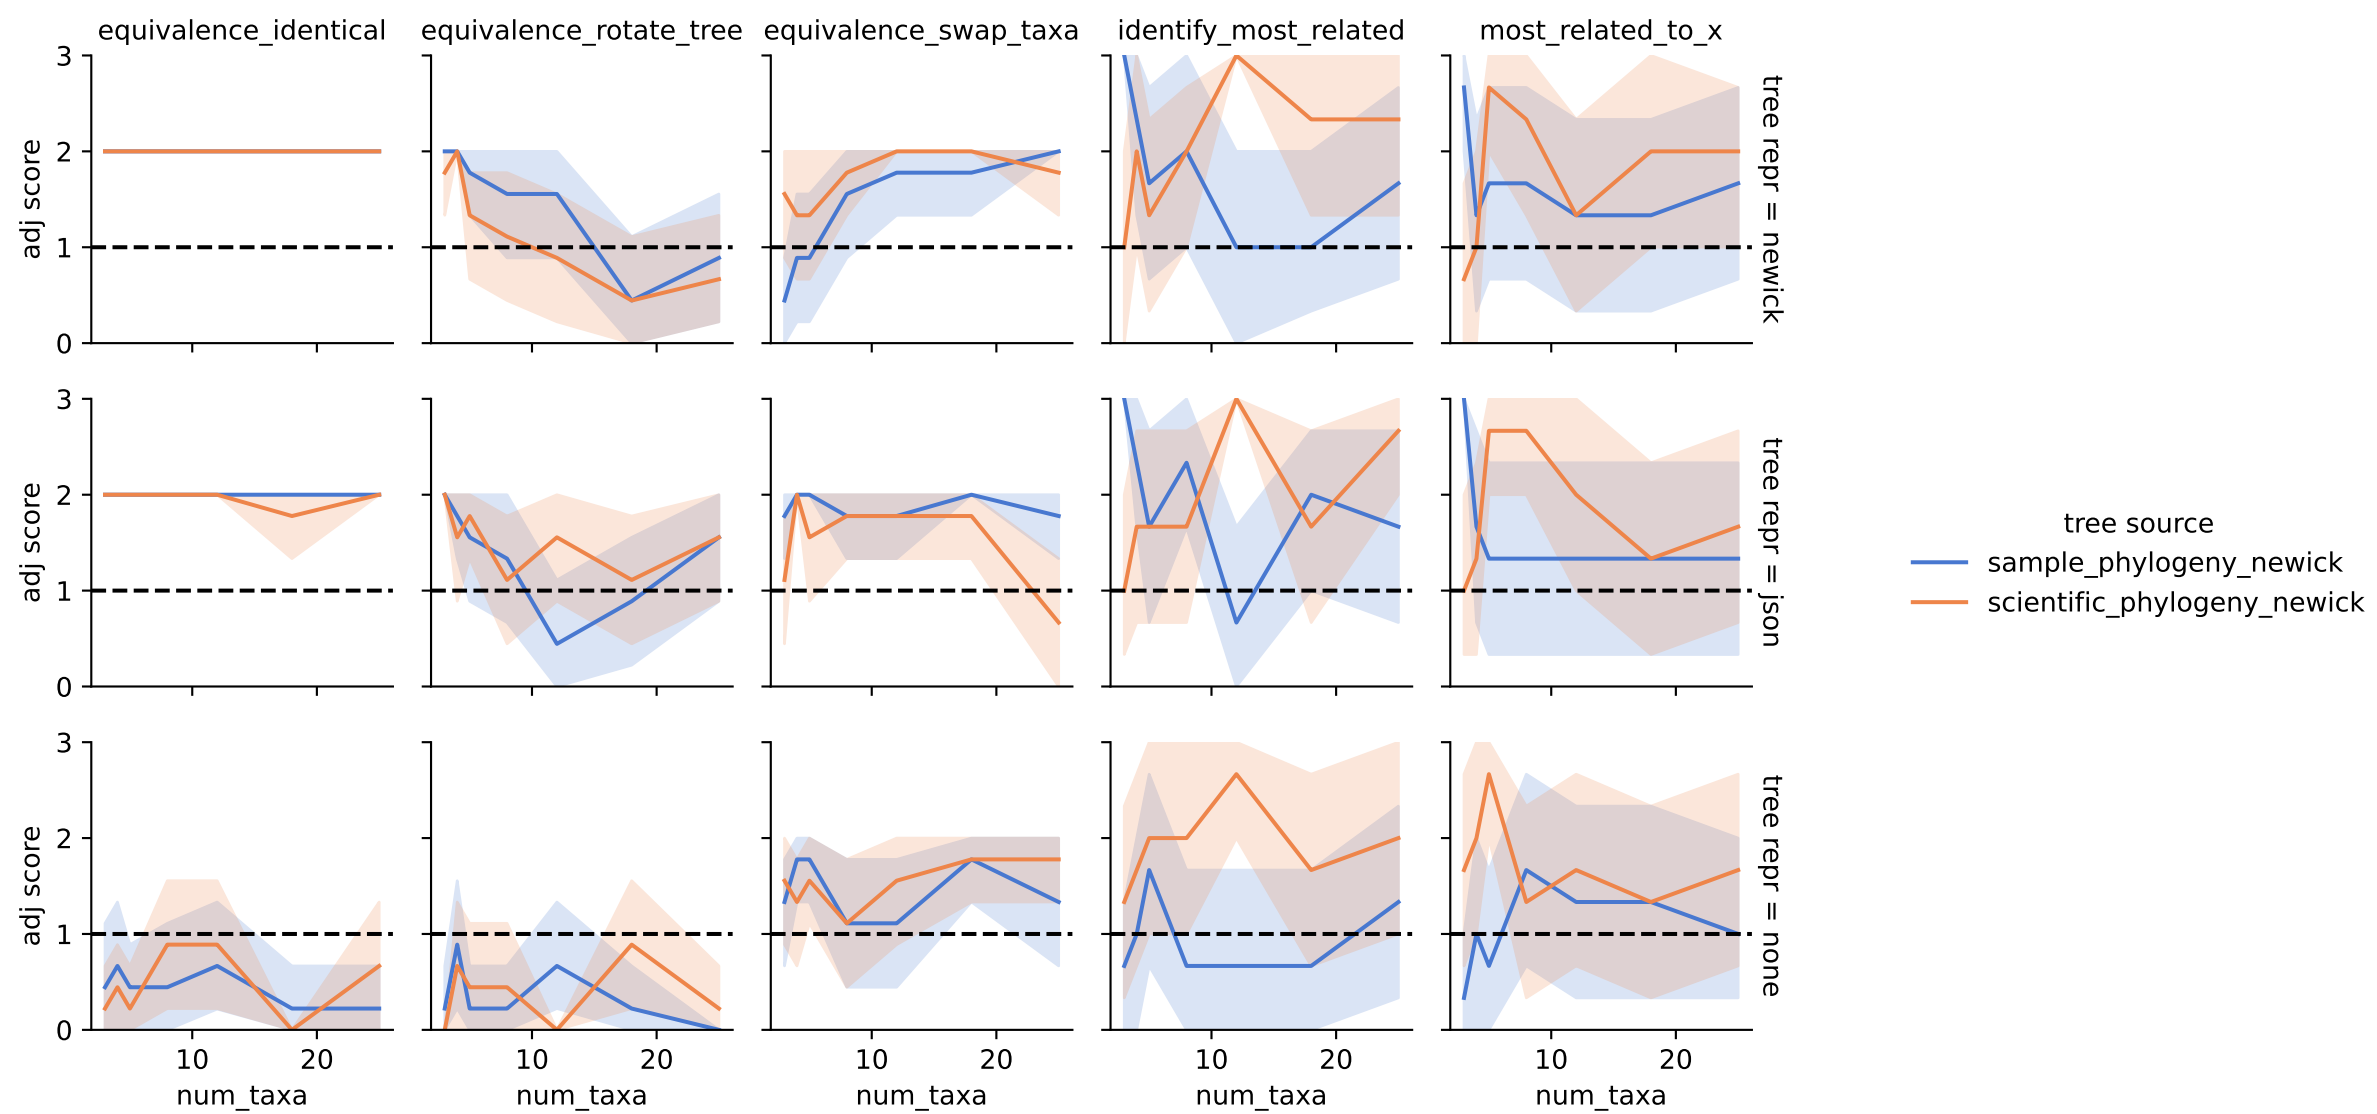 equivalence_identical
equivalence_rotate_tree
equivalence_swap_taxa
identify_most_related
most_related_to_x
3
2
1
0
adj score
tree repr = newick
3
2
1
0
adj score
tree repr = json
tree source
sample_phylogeny_newick
scientific_phylogeny_newick
3
2
1
0
adj score
tree repr = none
10 20
10 20
10 20
10 20
10 20
num_taxa
num_taxa
num_taxa
num_taxa
num_taxa